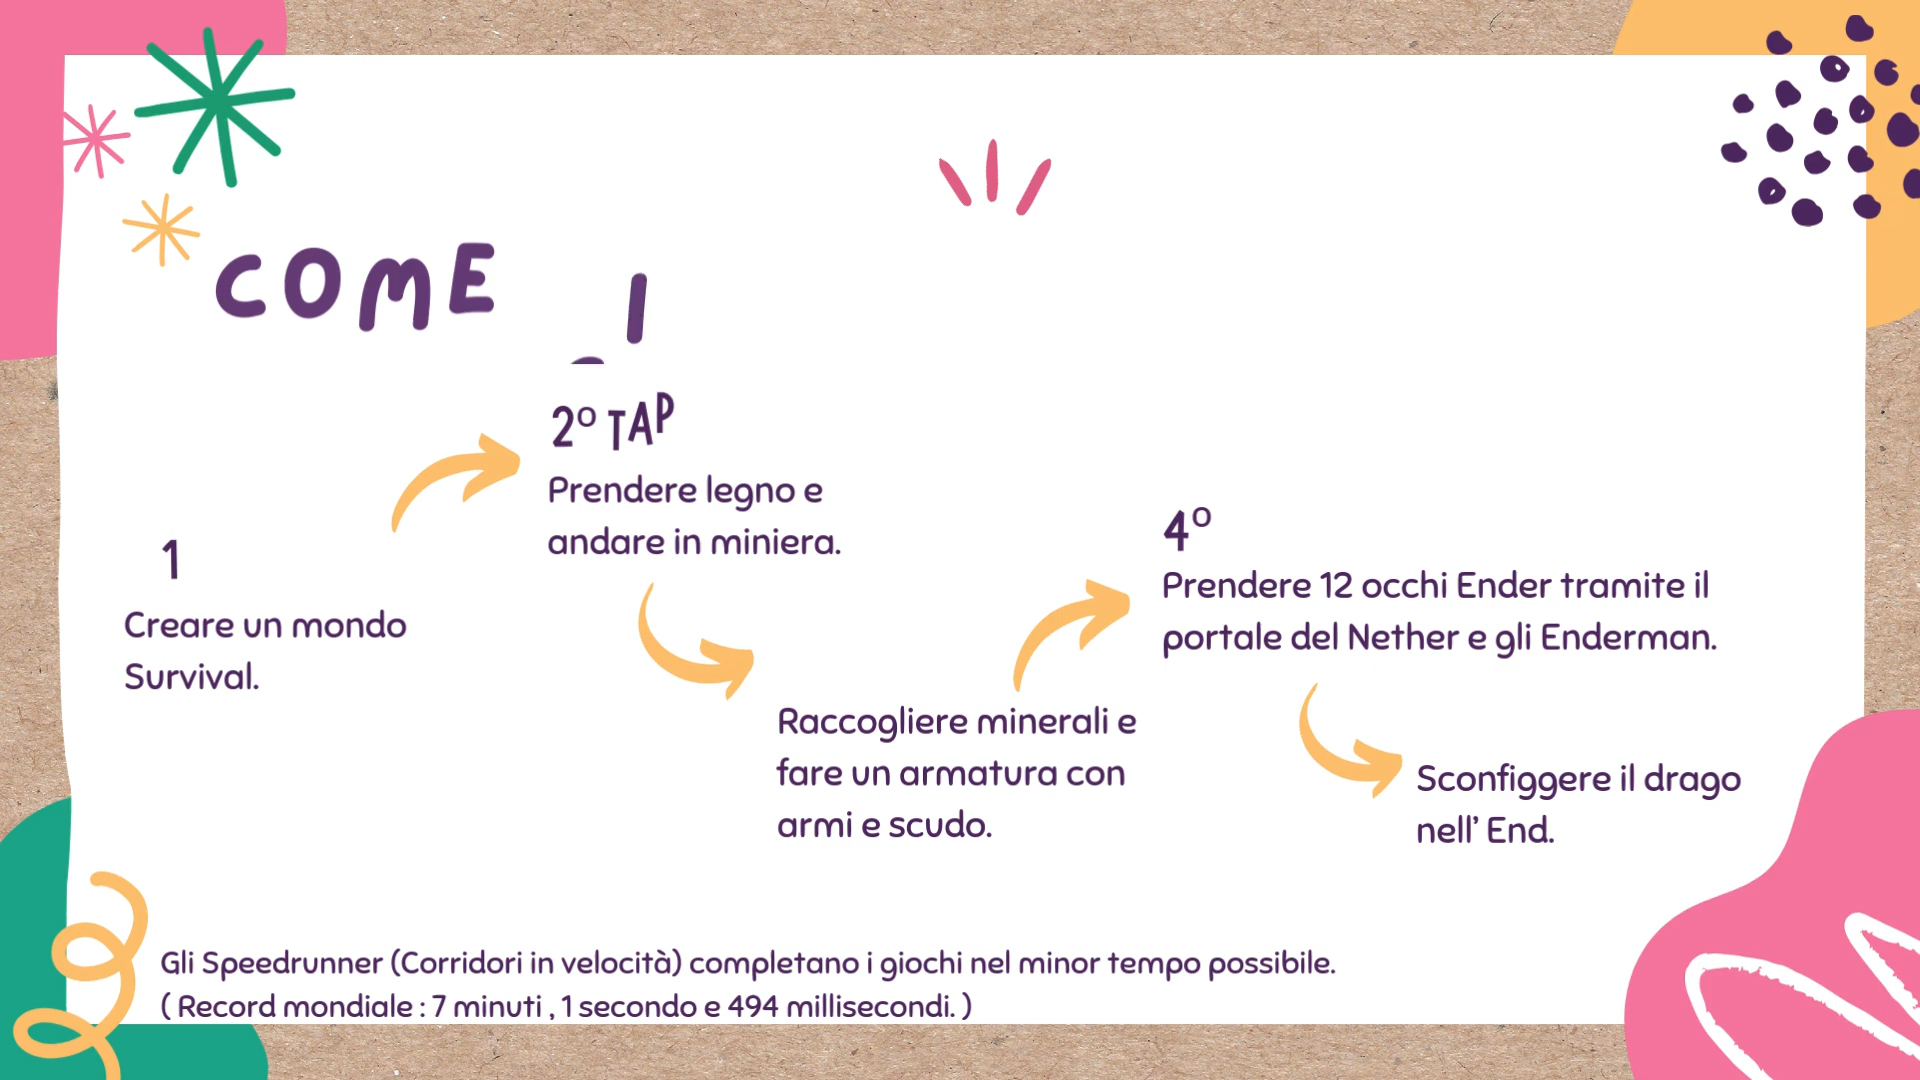 COME I
1
Creare un mondo
Survival.
2° TAP
Prendere legno e
andare in miniera.
Raccogliere minerali e
fare un armatura con
armi e scudo.
4°
Prendere 12 occhi Ender tramite il
portale del Nether e gli Enderman.
Sconfiggere il drago
nell' End.
Gli Speedrunner (Corridori in velocità) completano i giochi nel minor tempo possibile.
( Record mondiale : 7 minuti , 1 secondo e 494 millisecondi. )